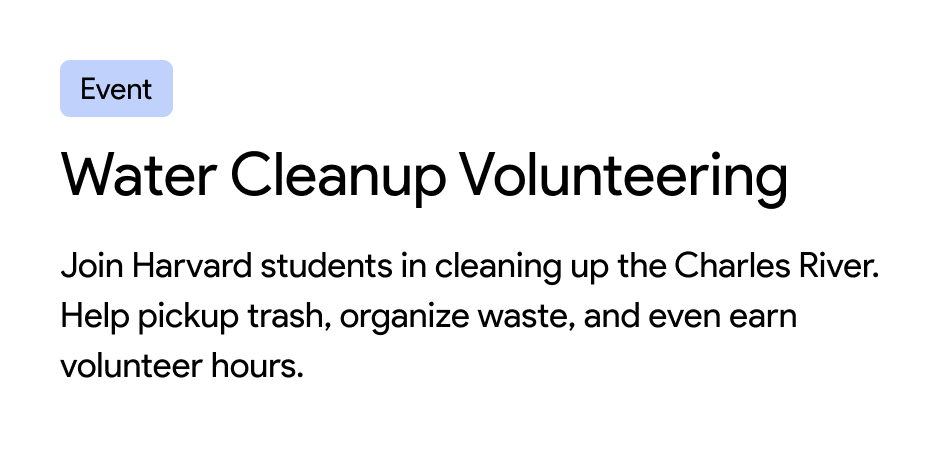 Event
Water Cleanup Volunteering
Join Harvard students in cleaning up the Charles River.
Help pickup trash, organize waste, and even earn
volunteer hours.